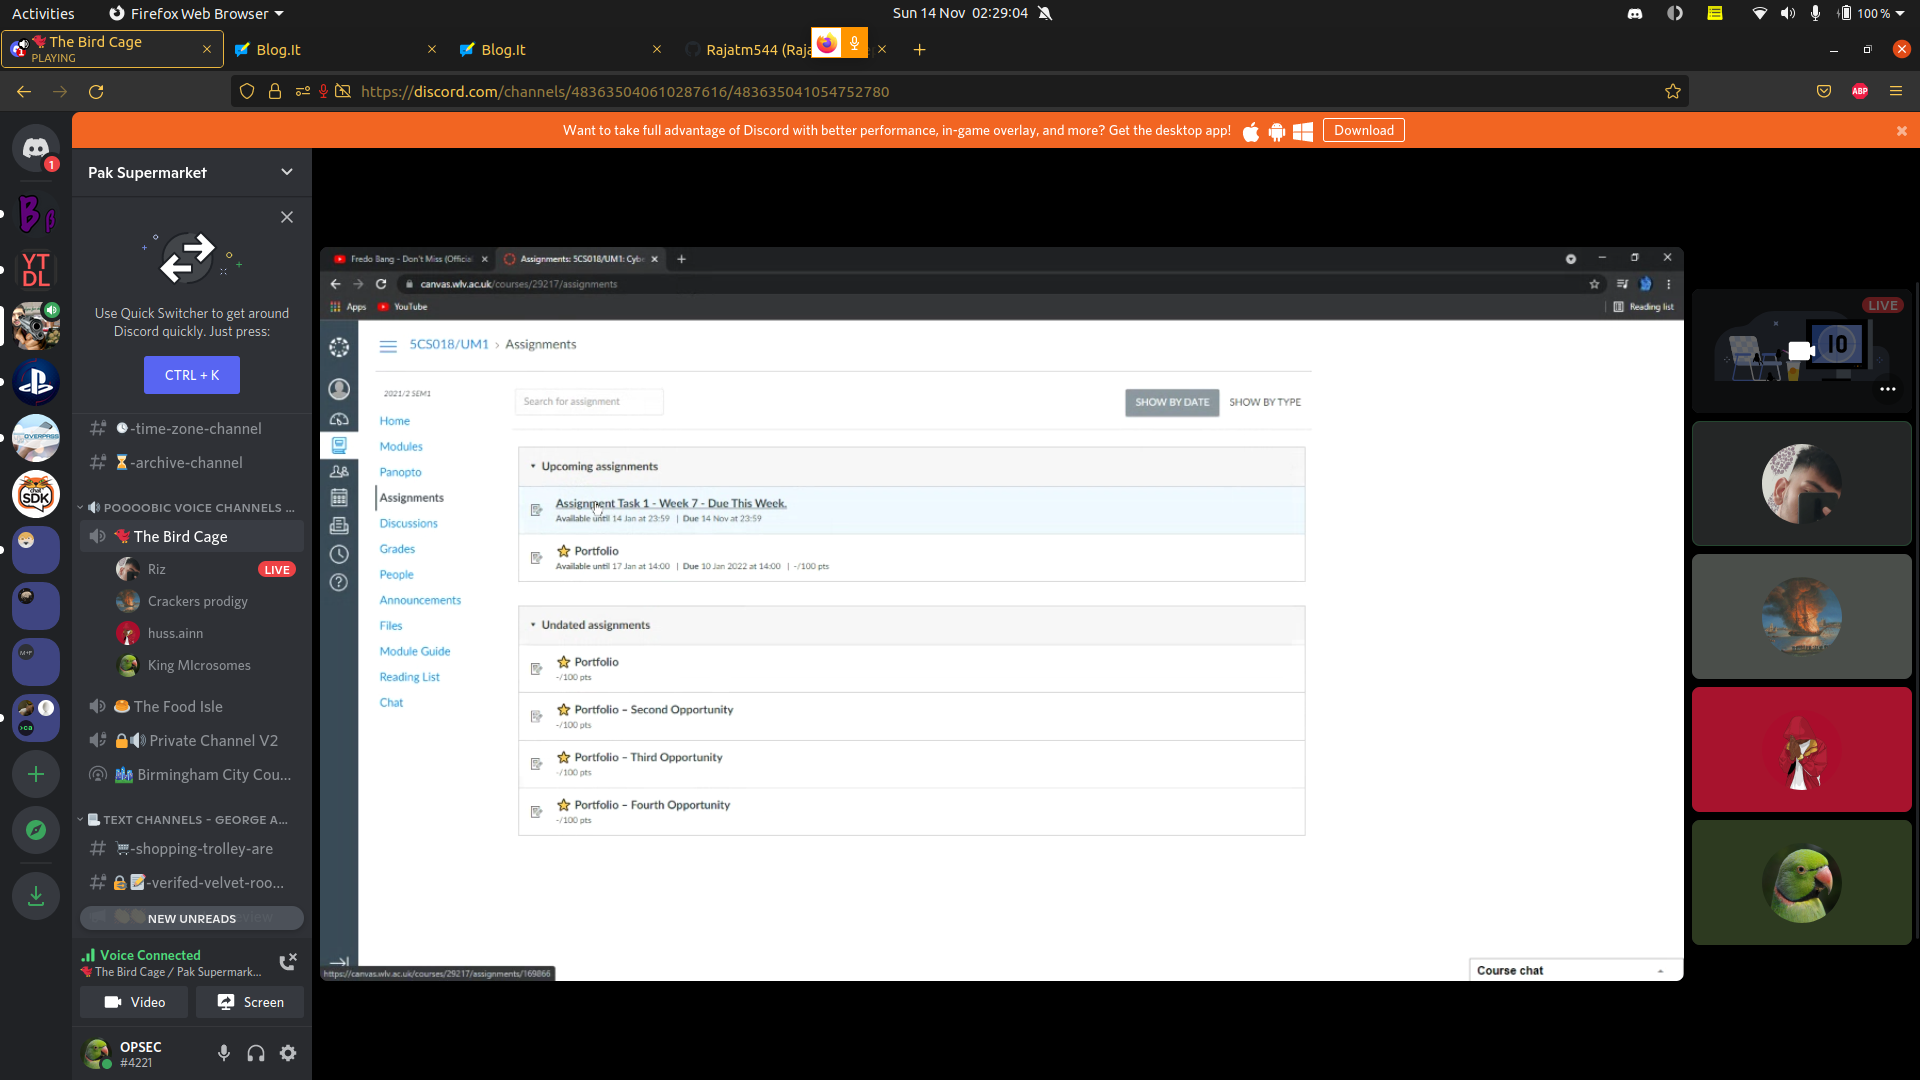 Activities
Firefox Web Browser
Sun 14 Nov 02:29:04
100 %
The Bird Cage
PLAYING
Blog.It
Blog.It
Rajatm544 (Raja
https://discord.com/channels/483635040610287616/483635041054752780
ABP
Want to take full advantage of Discord with better performance, in-game overlay, and more? Get the desktop app!
Download
1
YT
DL
OVERPASS
chat
SDK
M+P
>ca
Pak Supermarket
Use Quick Switcher to get around
Discord quickly. Just press:
CTRL + K
-time-zone-channel
-archive-channel
POOOOBIC VOICE CHANNELS ...
The Bird Cage
Riz
LIVE
Crackers prodigy
huss.ainn
King MIcrosomes
The Food Isle
Private Channel V2
Birmingham City Cou...
TEXT CHANNELS - GEORGE A...
-shopping-trolley-are
-verifed-velvet-roo...
NEW UNREADS
Voice Connected
The Bird Cage / Pak Supermark...
Video
Screen
OPSEC
#4221
Fredo Bang - Don't Miss (Official
Assignments: 5CS018/UM1: Cyb
canvas.wlv.ac.uk/courses/29217/assignments
Apps
YouTube
Reading list
5CS018/UM1 › Assignments
2021/2 SEM1
Home
Modules
Panopto
Assignments
Discussions
Grades
People
Announcements
Files
Module Guide
Reading List
Chat
Search for assignment
SHOW BY DATE
SHOW BY TYPE
Upcoming assignments
Assignment Task 1 - Week 7 - Due This Week.
Available until 14 Jan at 23:59 | Due 14 Nov at 23:59
Portfolio
Available until 17 Jan at 14:00 | Due 10 Jan 2022 at 14:00 | -/100 pts
Undated assignments
Portfolio
-/100 pts
Portfolio – Second Opportunity
-/100 pts
Portfolio – Third Opportunity
-/100 pts
Portfolio – Fourth Opportunity
-/100 pts
https://canvas.wlv.ac.uk/courses/29217/assignments/169866
Course chat
LIVE
10